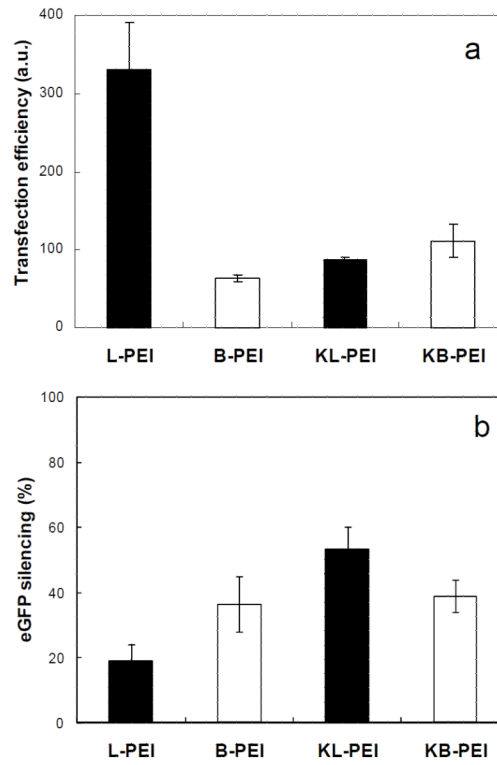 a
Transfection efficiency (a.u.)
400
300
200
100
0
L-PEI B-PEI KL-PEI KB-PEI
b
eGFP silencing (%)
100
80
60
40
20
0
L-PEI B-PEI KL-PEI KB-PEI